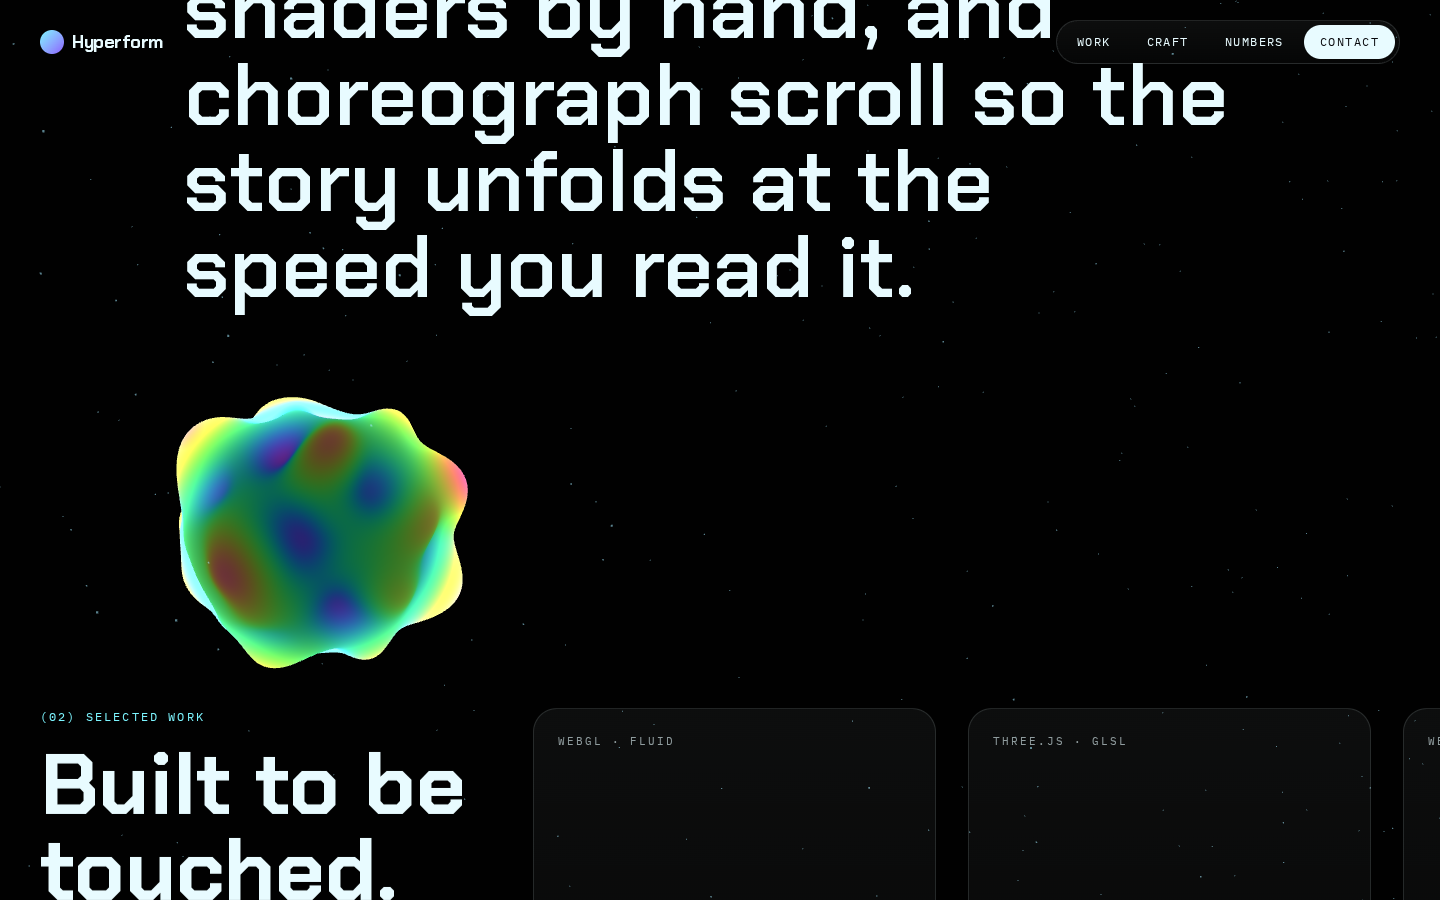 shaders by hand, and
Hyperform
WORK
CRAFT
NUMBERS
CONTACT
choreograph scroll so the
story unfolds at the
speed you read it.
(02) SELECTED WORK
Built to be
touched.
WEBGL · FLUID
THREE.JS · GLSL